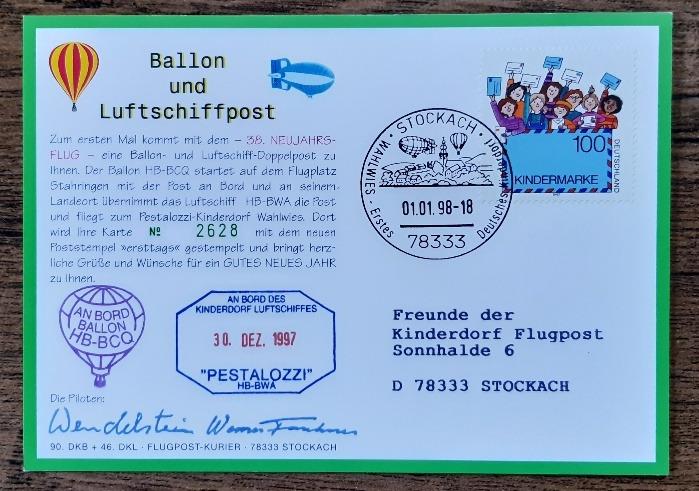 Ballon
und
Luftschiffpost
Zum ersten Mal kommt mit dem – 38. NEUJAHRS-
FLUG – eine Ballon- und Luftschiff-Doppelpost zu
Ihnen. Der Ballon HB-BCQ startet auf dem Flugplatz
Stahringen mit der Post an Bord und an seinem
Landeort übernimmt das Luftschiff HB-BWA die Post
und fliegt zum Pestalozzi-Kinderdorf Wahlwies. Dort
wird Ihre Karte № 2628 mit dem neuen
Poststempel »ersttags« gestempelt und bringt herz-
liche Grüße und Wünsche für ein GUTES NEUES JAHR
zu Ihnen.
AN BORD
BALLON
HB-BCQ
AN BORD DES
KINDERDORF LUFTSCHIFFES
30. DEZ. 1997
"PESTALOZZI"
HB-BWA
Die Piloten:
Wendelstein Werner
90. DKB + 46. DKL · FLUGPOST-KURIER · 78333 STOCKACH
· STOCKACH ·
WAHLWIES - Erstes Deutsches
01.01.98-18
78333
100
DEUTSCHLAND
KINDERMARKE
Freunde der
Kinderdorf Flugpost
Sonnhalde 6
D 78333 STOCKACH